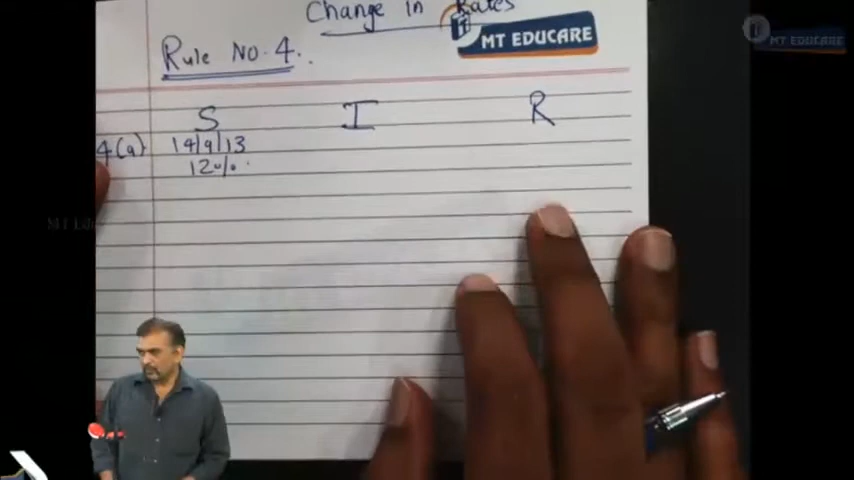 Change in Rates
MT EDUCARE
MT EDUCARE
Rule No. 4.
S I R
4(a) 14/9/13
12%.